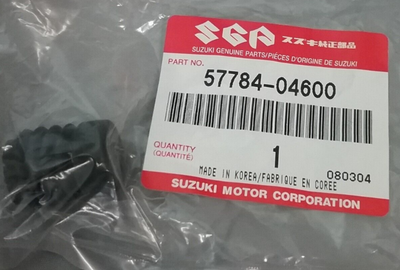 SGP スズキ純正部品
SUZUKI GENUINE PARTS/PIÈCES D'ORIGINE DE SUZUKI
PART NO.
57784-04600
QUANTITY
(QUANTITÉ)
1
MADE IN KOREA/FABRIQUE EN COREE
080304
SUZUKI MOTOR CORPORATION